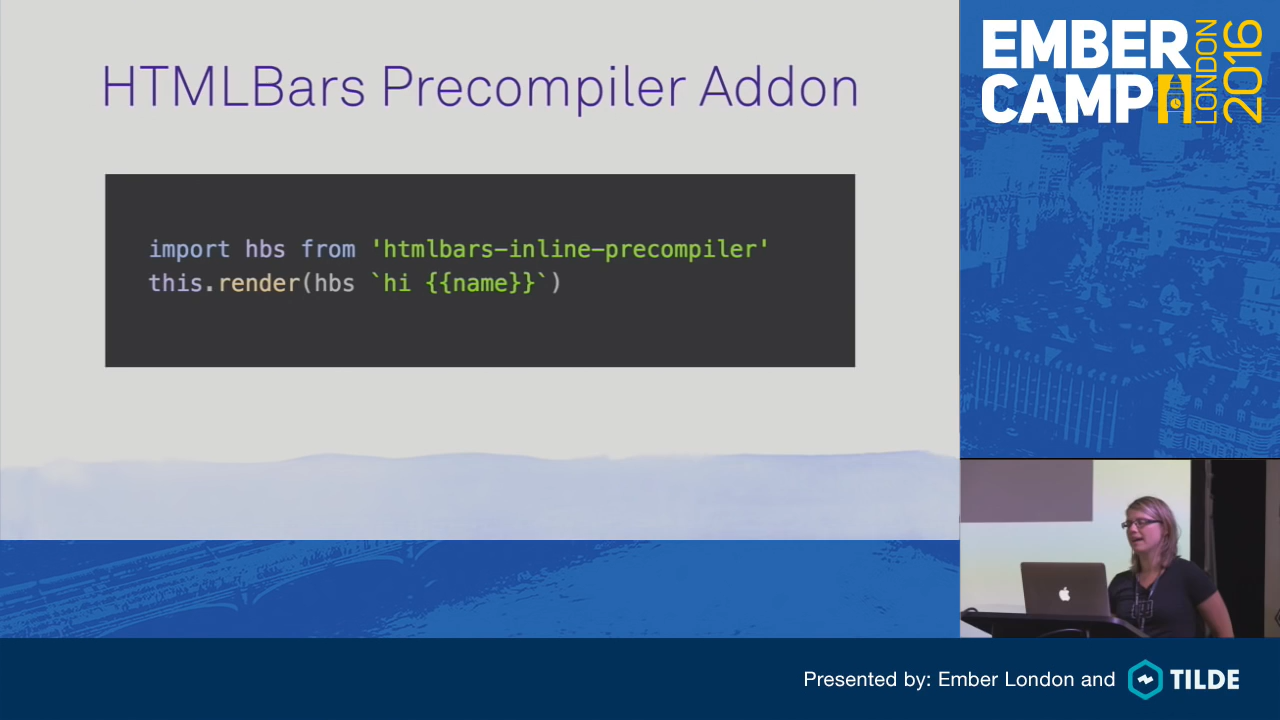 HTMLBars Precompiler Addon
import hbs from 'htmlbars-inline-precompiler'
this.render(hbs `hi {{name}}`)
EMBER
CAMP
LONDON
2016
Presented by: Ember London and TILDE